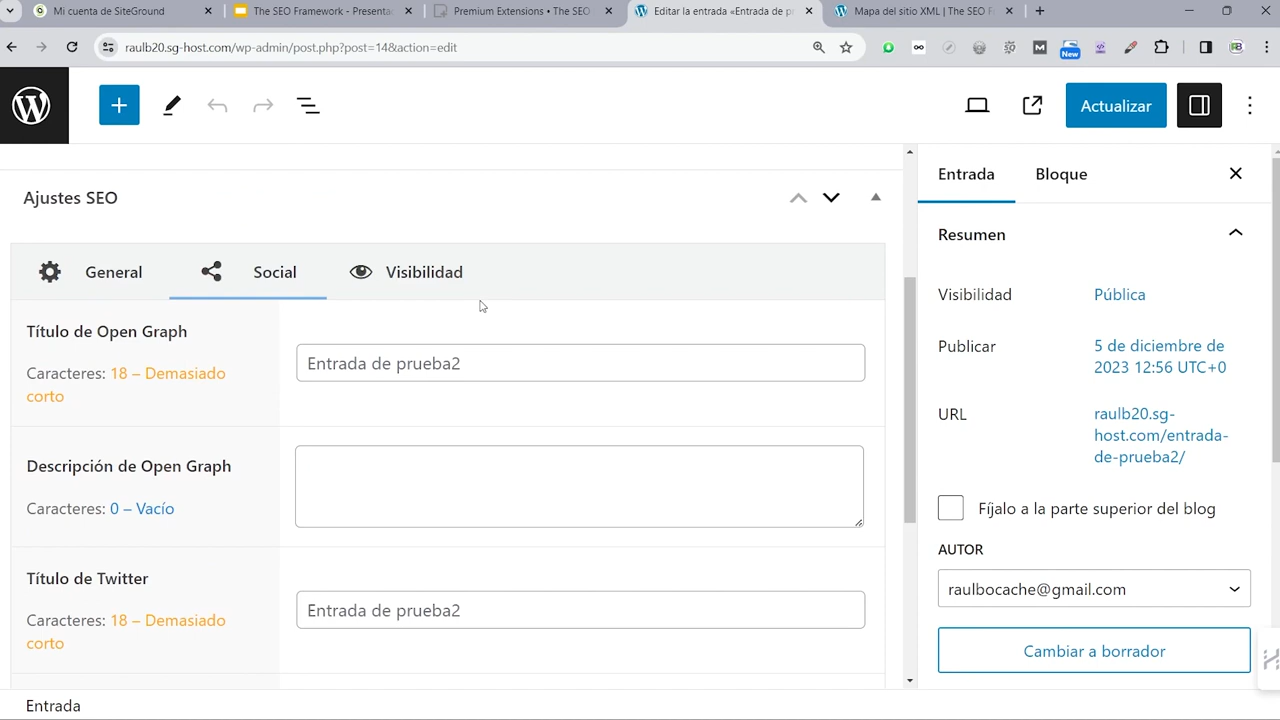 Mi cuenta de SiteGround
The SEO Framework - Presenta
Premium Extensions • The SEO
Editar la entrada «Entrada de p
Mapa del sitio XML | The SEO F
raulb20.sg-host.com/wp-admin/post.php?post=14&action=edit
New
Actualizar
Ajustes SEO
General
Social
Visibilidad
Título de Open Graph
Caracteres: 18 – Demasiado
corto
Entrada de prueba2
Descripción de Open Graph
Caracteres: 0 – Vacío
Título de Twitter
Caracteres: 18 – Demasiado
corto
Entrada de prueba2
Entrada
Bloque
Resumen
Visibilidad
Pública
Publicar
5 de diciembre de
2023 12:56 UTC+0
URL
raulb20.sg-
host.com/entrada-
de-prueba2/
Fíjalo a la parte superior del blog
AUTOR
raulbocache@gmail.com
Cambiar a borrador
Entrada